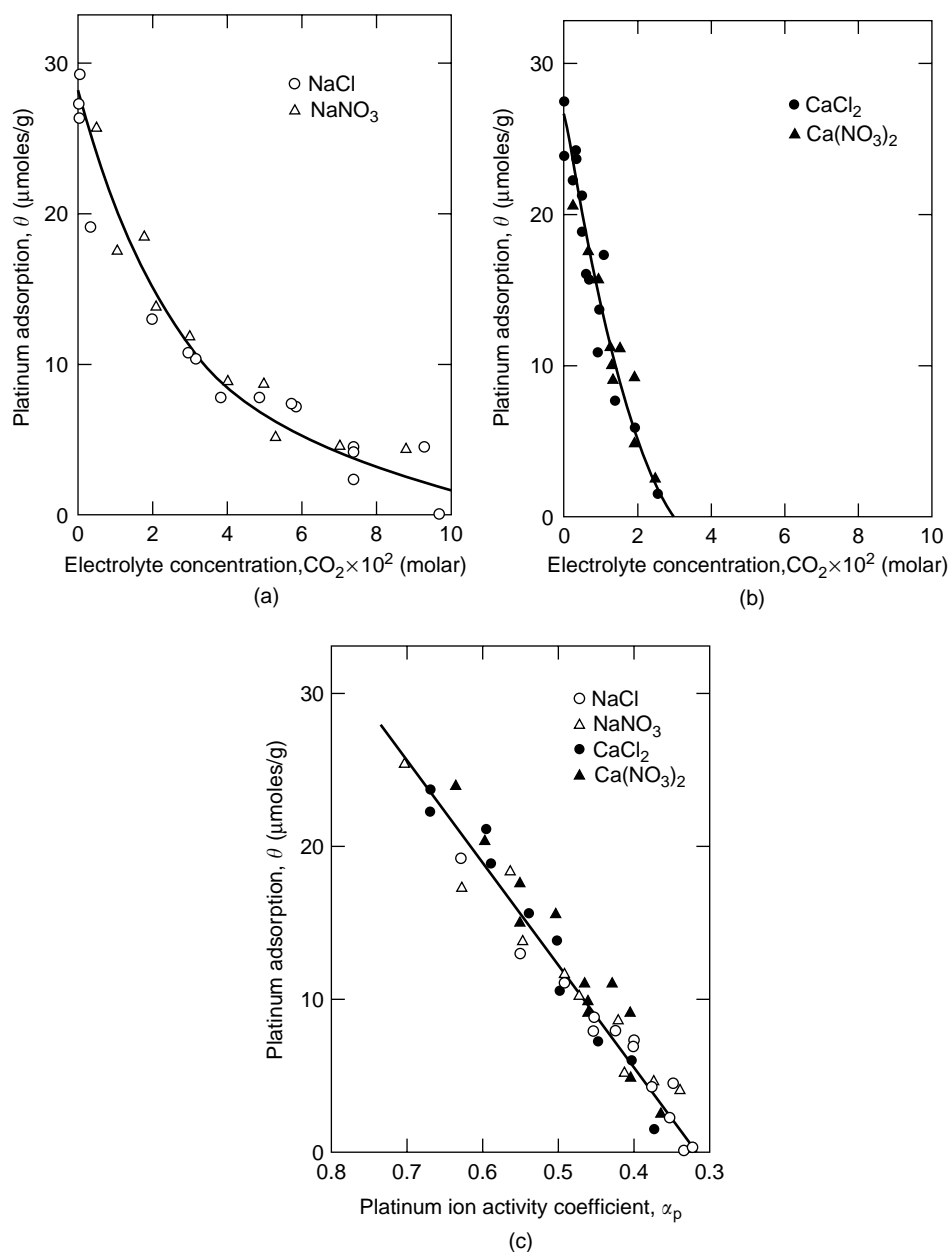 30
20
10
0
Platinum adsorption, θ (μmoles/g)
NaCl
NaNO3
0 2 4 6 8 10
Electrolyte concentration,CO2×10² (molar)
(a)
30
20
10
0
Platinum adsorption, θ (μmoles/g)
CaCl2
Ca(NO3)2
0 2 4 6 8 10
Electrolyte concentration,CO2×10² (molar)
(b)
30
20
10
0
Platinum adsorption, θ (μmoles/g)
NaCl
NaNO3
CaCl2
Ca(NO3)2
0.8 0.7 0.6 0.5 0.4 0.3
Platinum ion activity coefficient, αp
(c)